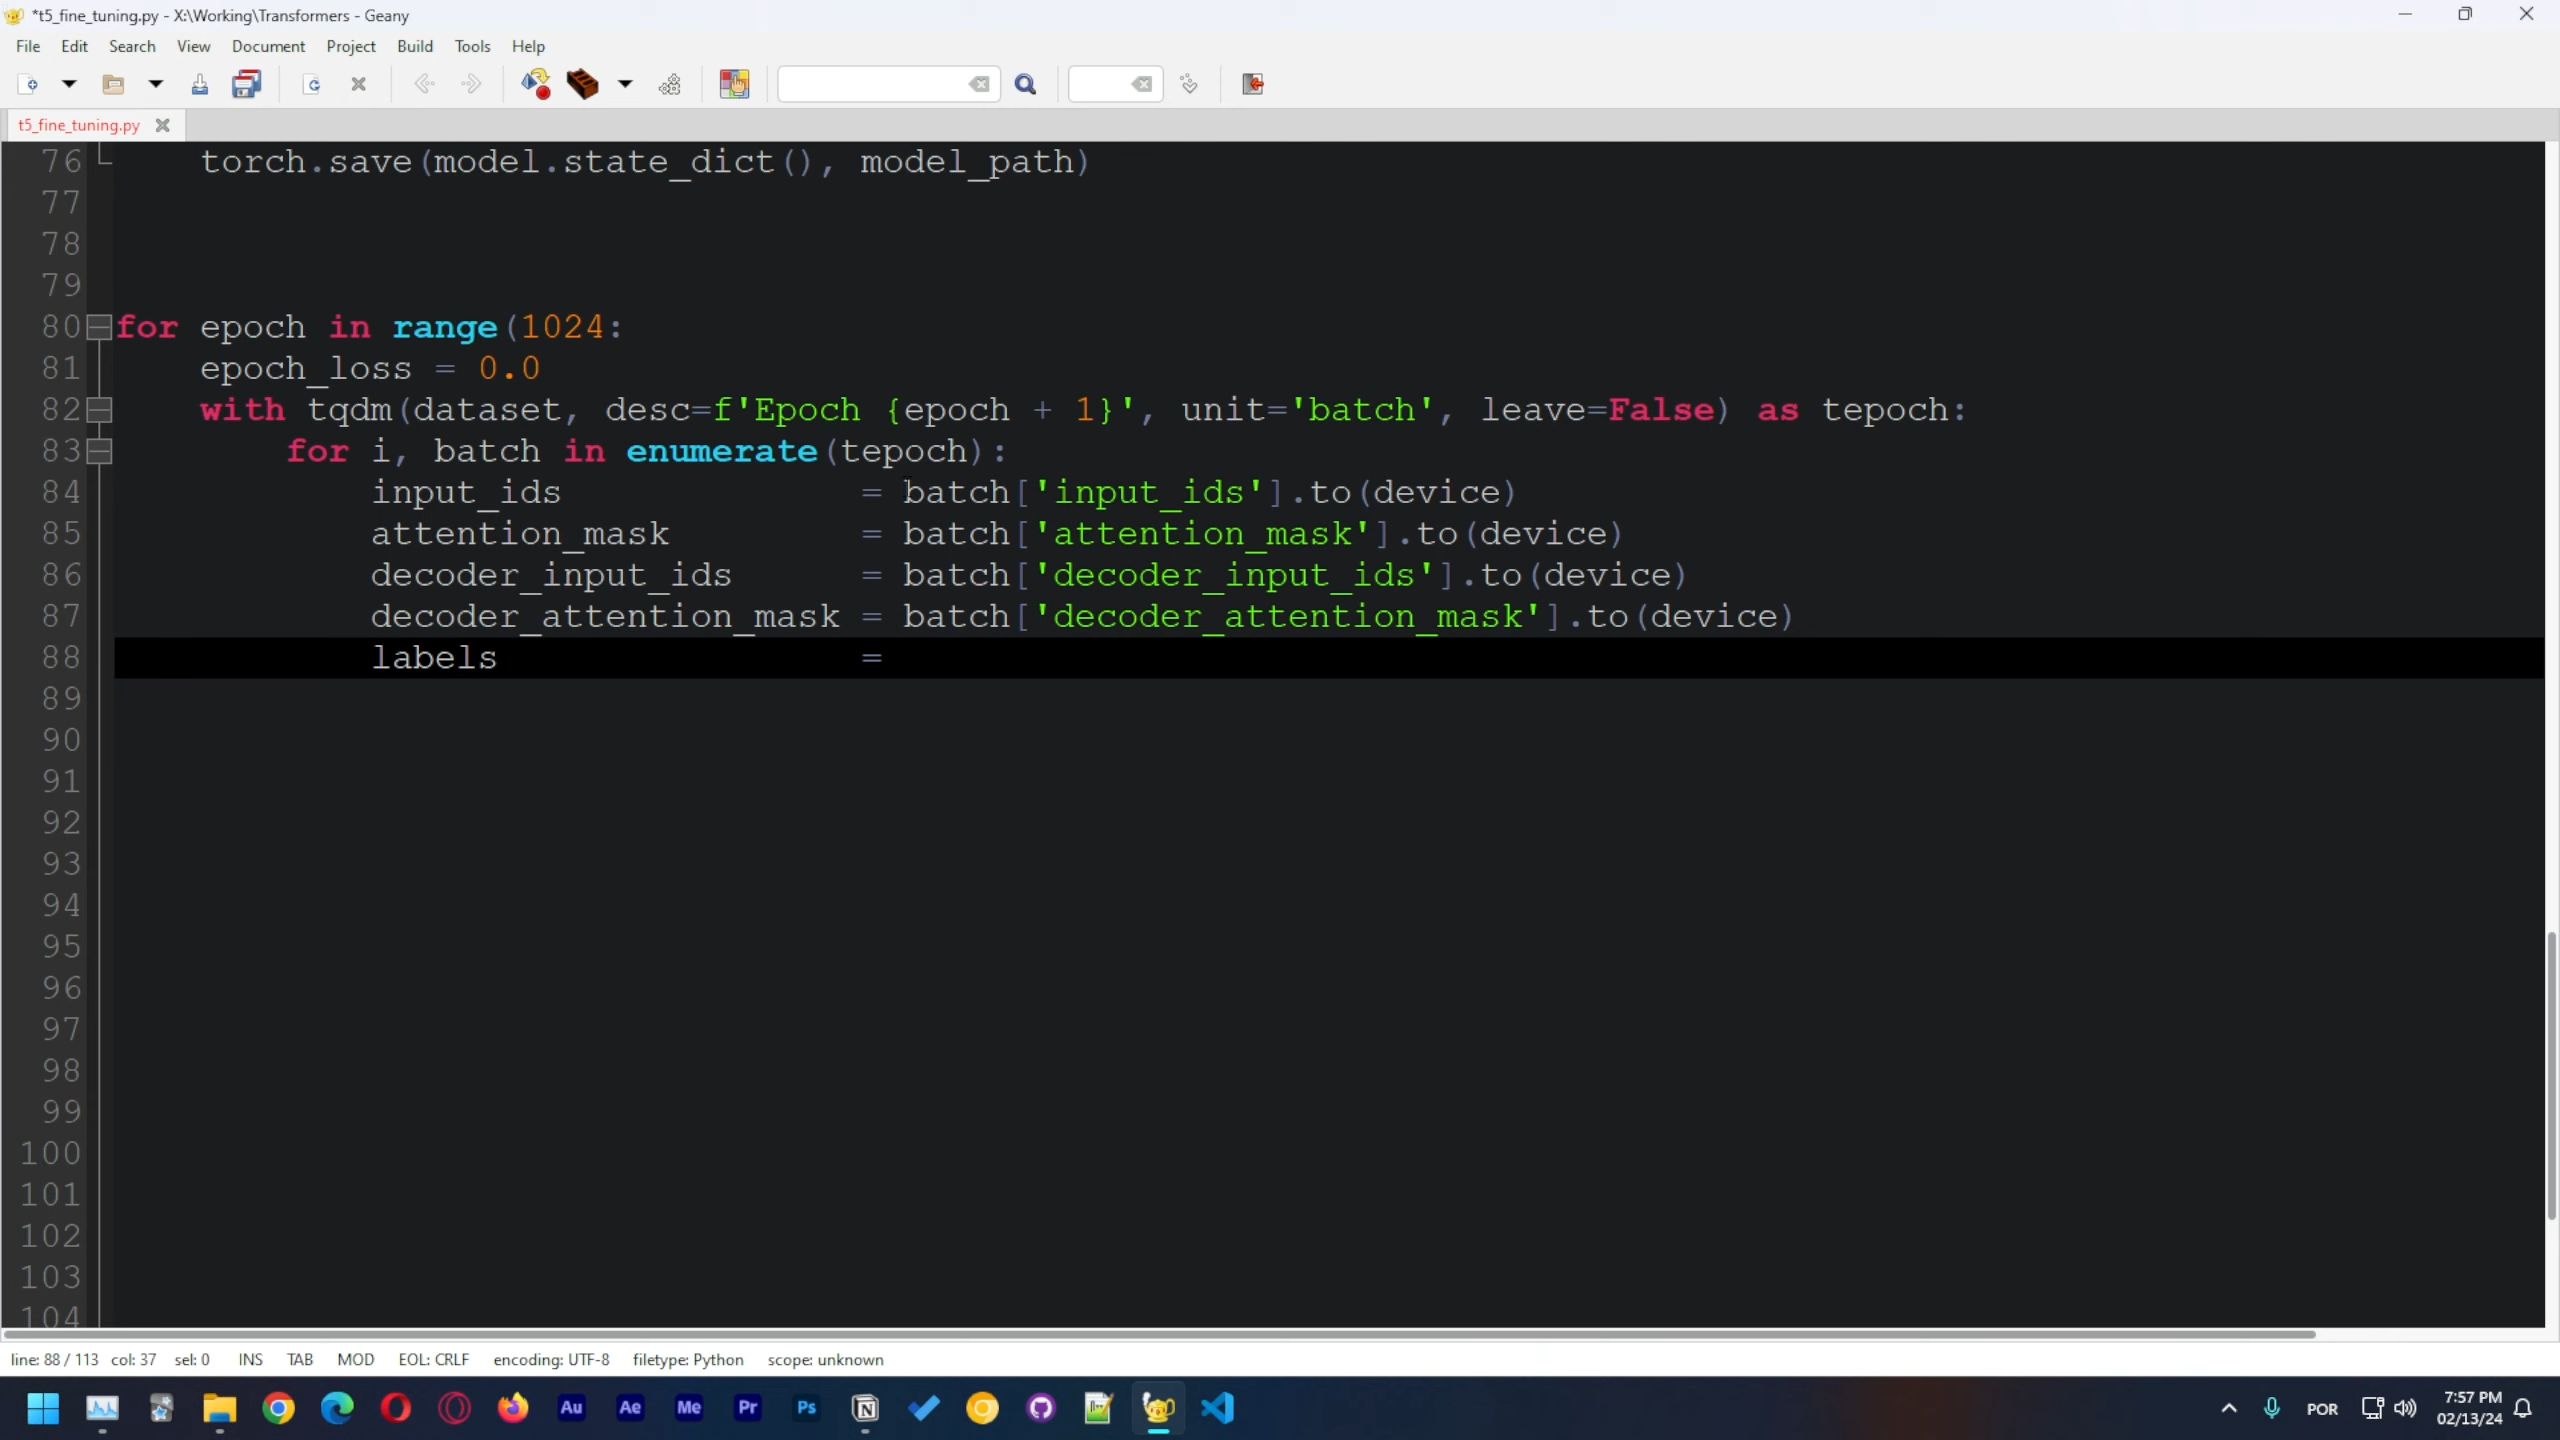 *t5_fine_tuning.py - X:\Working\Transformers - Geany
File Edit Search View Document Project Build Tools Help
t5_fine_tuning.py
76 torch.save(model.state_dict(), model_path)
77
78
79
80 for epoch in range(1024:
81 epoch_loss = 0.0
82 with tqdm(dataset, desc=f'Epoch {epoch + 1}', unit='batch', leave=False) as tepoch:
83 for i, batch in enumerate(tepoch):
84 input_ids = batch['input_ids'].to(device)
85 attention_mask = batch['attention_mask'].to(device)
86 decoder_input_ids = batch['decoder_input_ids'].to(device)
87 decoder_attention_mask = batch['decoder_attention_mask'].to(device)
88 labels =
89
90
91
92
93
94
95
96
97
98
99
100
101
102
103
104
line: 88 / 113 col: 37 sel: 0 INS TAB MOD EOL: CRLF encoding: UTF-8 filetype: Python scope: unknown
Au Ae Me Pr Ps N POR 7:57 PM
02/13/24